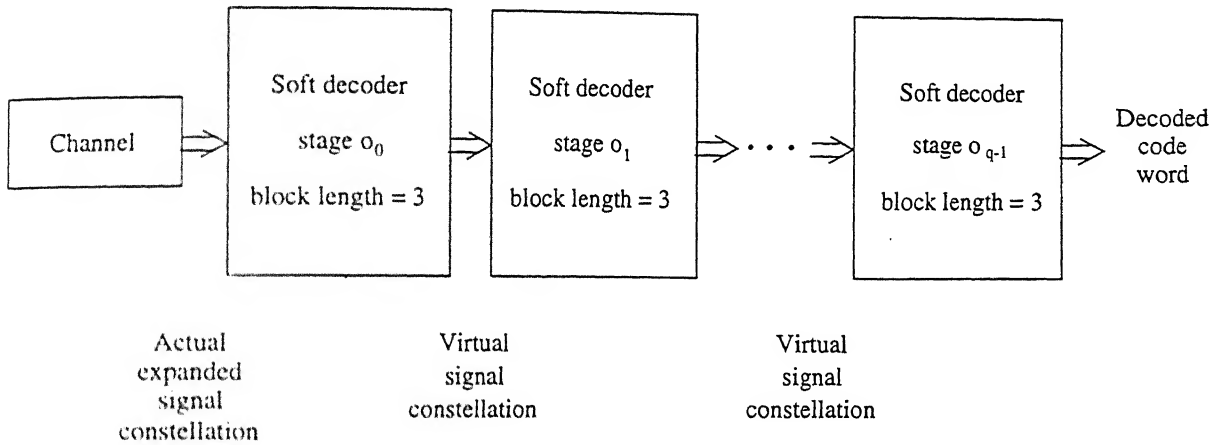 Channel
Soft decoder
stage o₀
block length = 3
Soft decoder
stage o₁
block length = 3
. . .
Soft decoder
stage o q-1
block length = 3
Decoded
code
word
Actual
expanded
signal
constellation
Virtual
signal
constellation
Virtual
signal
constellation